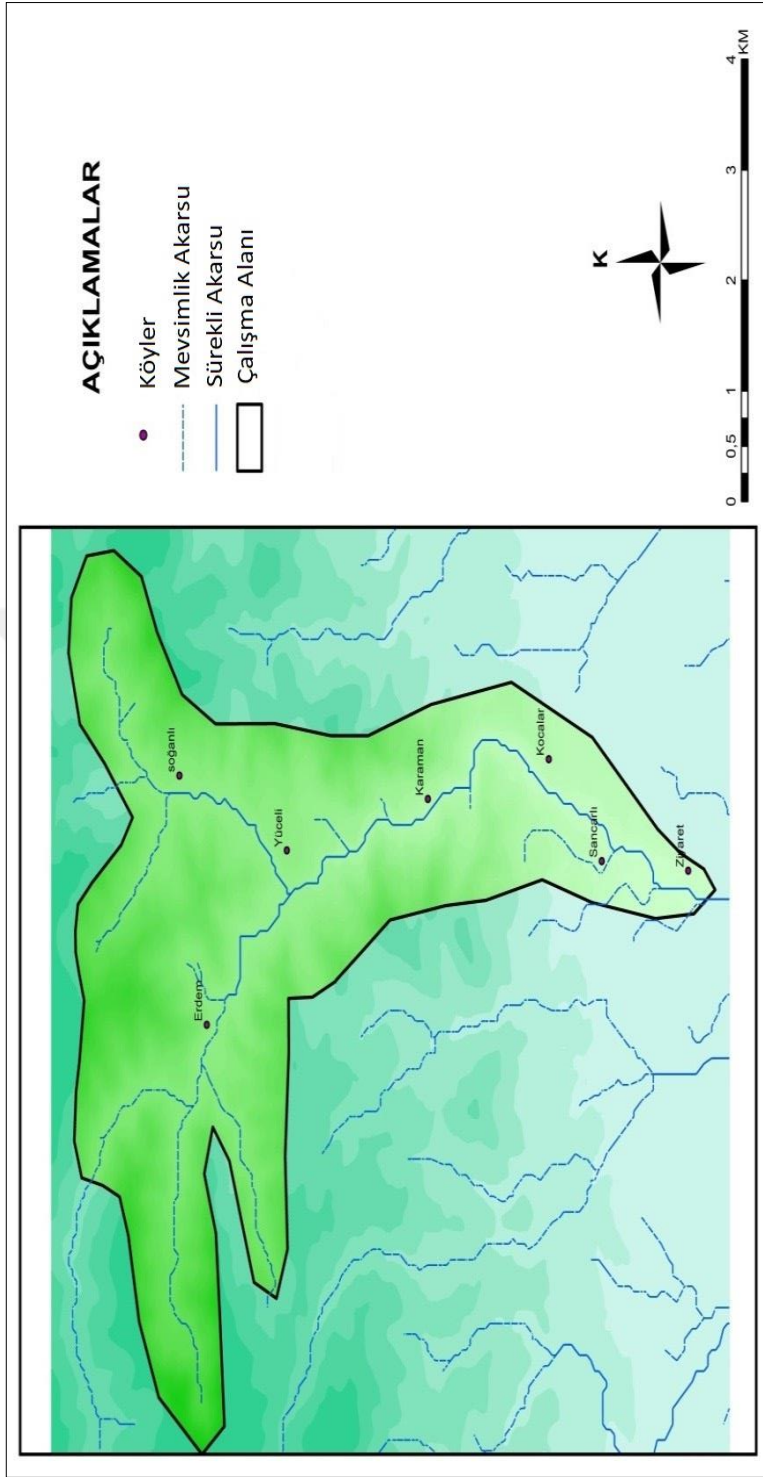 AÇIKLAMALAR
Köyler
Mevsimlik Akarsu
Sürekli Akarsu
Çalışma Alanı
K
0 0,5 1 2 3 4
KM
soğanlı
Erdem
Yüceli
Karaman
Kocalar
Sancarlı
Ziyaret